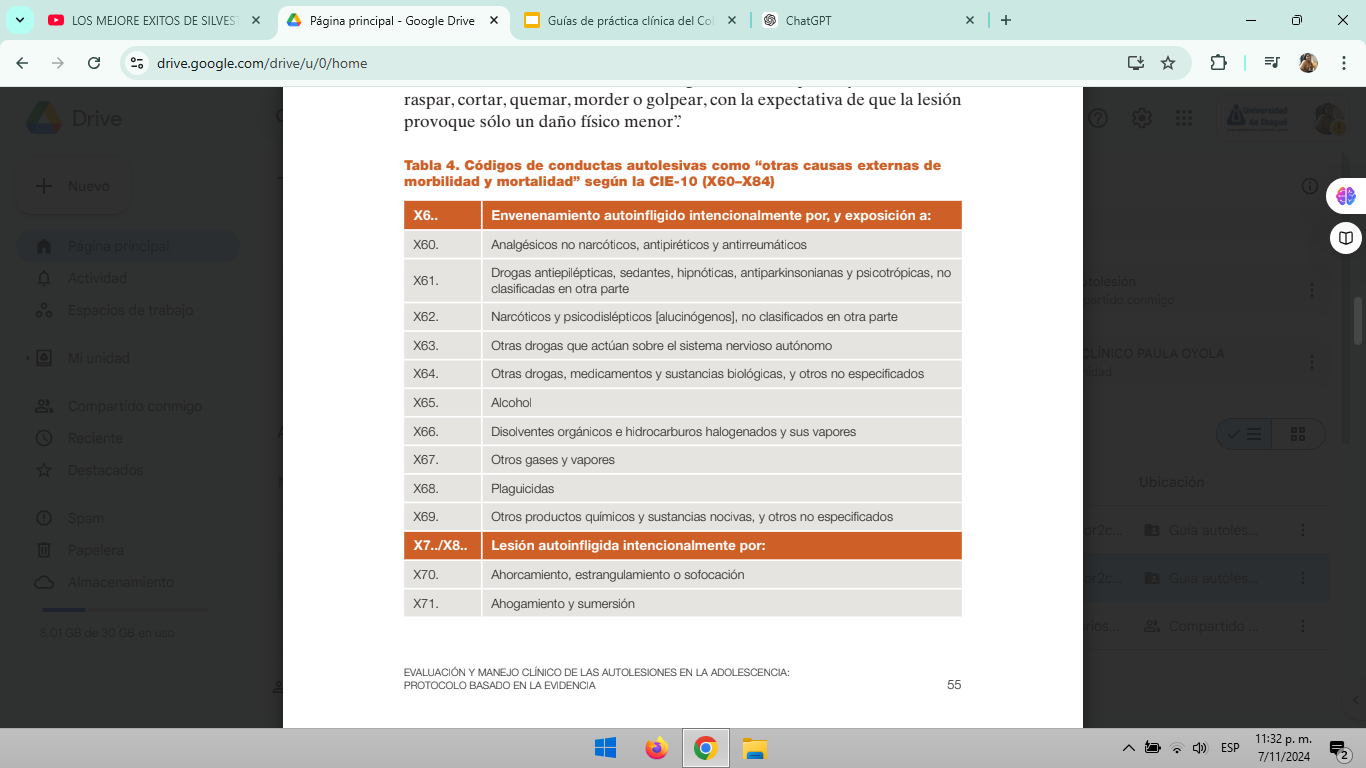 LOS MEJORE EXITOS DE SILVEST
Página principal - Google Drive
Guías de práctica clínica del Co
ChatGPT
drive.google.com/drive/u/0/home
Drive
Universidad
de Ibagué
Nuevo
Página principal
Actividad
Espacios de trabajo
Mi unidad
Compartido conmigo
Reciente
Destacados
Spam
Papelera
Almacenamiento
8,01 GB de 30 GB en uso
raspar, cortar, quemar, morder o golpear, con la expectativa de que la lesión
provoque sólo un daño físico menor”.
Tabla 4. Códigos de conductas autolesivas como “otras causas externas de
morbilidad y mortalidad” según la CIE-10 (X60–X84)
X6.. Envenenamiento autoinfligido intencionalmente por, y exposición a:
X60. Analgésicos no narcóticos, antipiréticos y antirreumáticos
X61. Drogas antiepilépticas, sedantes, hipnóticas, antiparkinsonianas y psicotrópicas, no
clasificadas en otra parte
X62. Narcóticos y psicodislépticos [alucinógenos], no clasificados en otra parte
X63. Otras drogas que actúan sobre el sistema nervioso autónomo
X64. Otras drogas, medicamentos y sustancias biológicas, y otros no especificados
X65. Alcohol
X66. Disolventes orgánicos e hidrocarburos halogenados y sus vapores
X67. Otros gases y vapores
X68. Plaguicidas
X69. Otros productos químicos y sustancias nocivas, y otros no especificados
X7../X8.. Lesión autoinfligida intencionalmente por:
X70. Ahorcamiento, estrangulamiento o sofocación
X71. Ahogamiento y sumersión
EVALUACIÓN Y MANEJO CLÍNICO DE LAS AUTOLESIONES EN LA ADOLESCENCIA:
PROTOCOLO BASADO EN LA EVIDENCIA
55
utolesión
partido conmigo
CLÍNICO PAULA OYOLA
nidad
Ubicación
or2c... Guia autoles...
or2c... Guia autoles...
rios,... Compartido ...
ESP
11:32 p. m.
7/11/2024
2